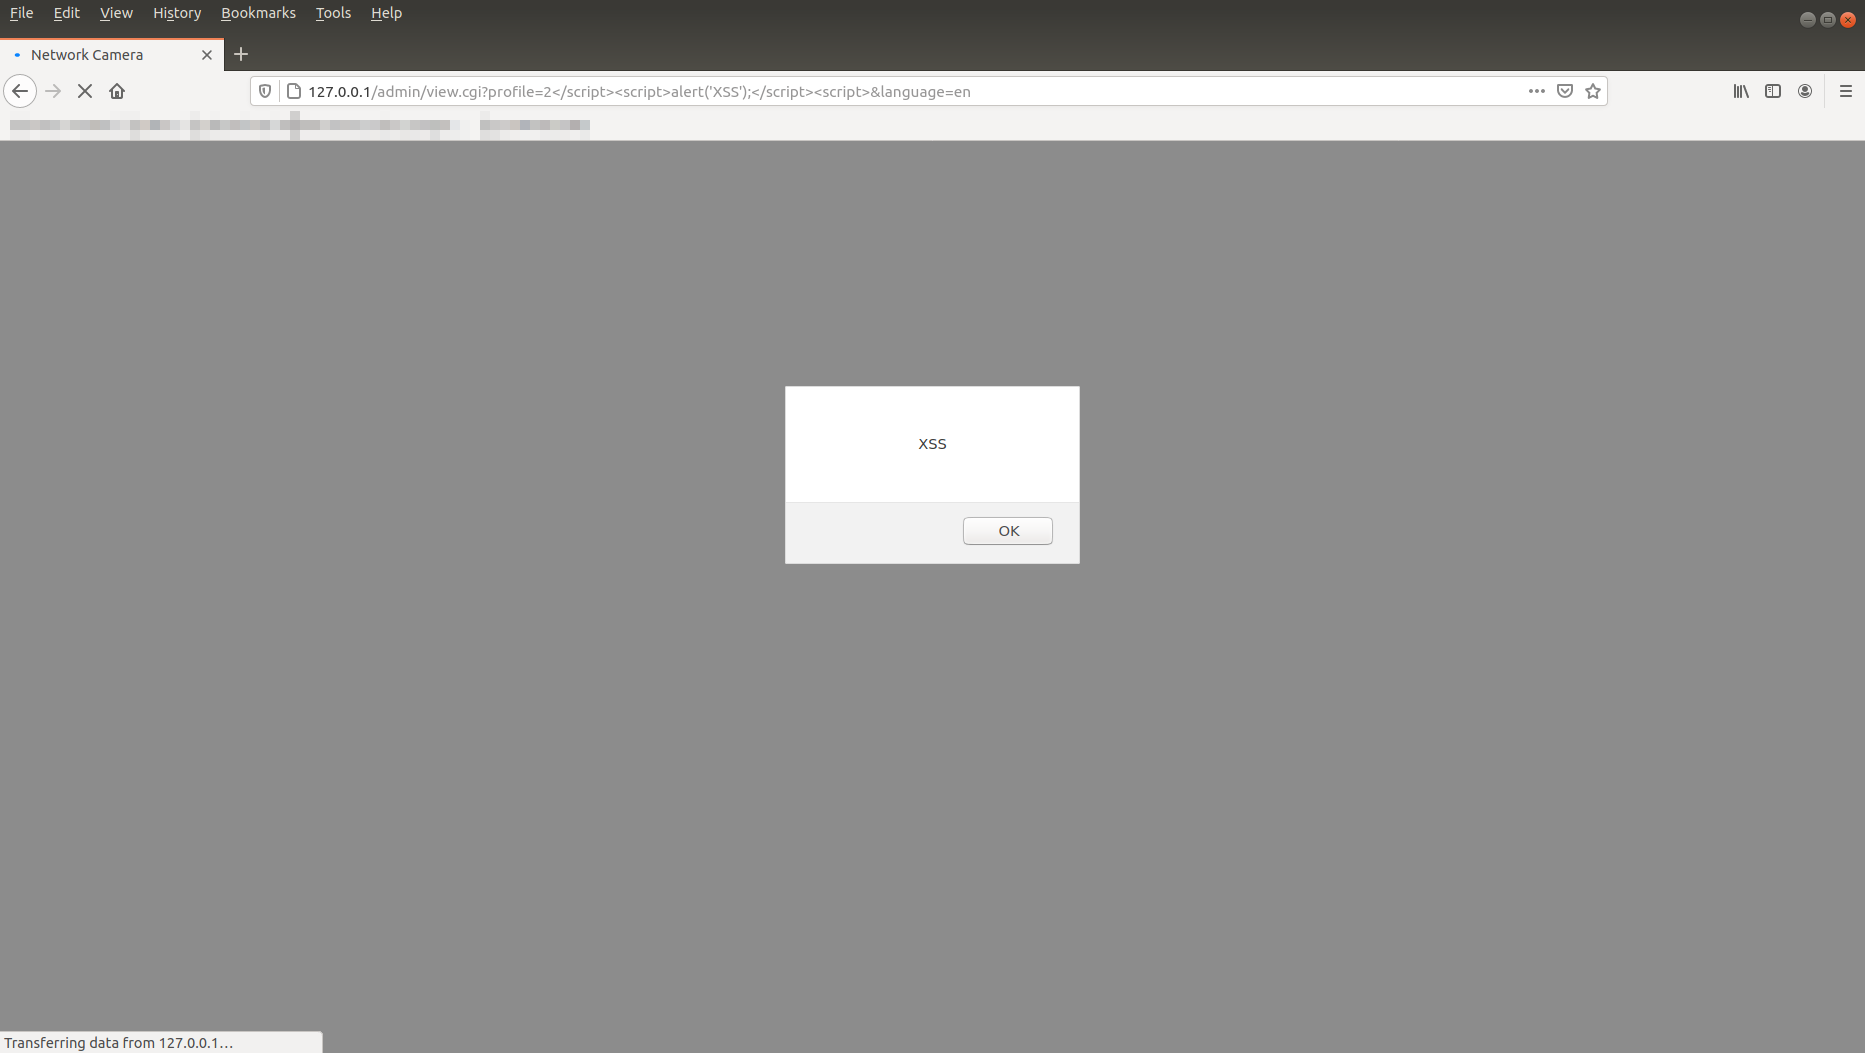 File Edit View History Bookmarks Tools Help
Network Camera
127.0.0.1/admin/view.cgi?profile=2</script><script>alert('XSS');</script><script>&language=en
XSS
OK
Transferring data from 127.0.0.1…